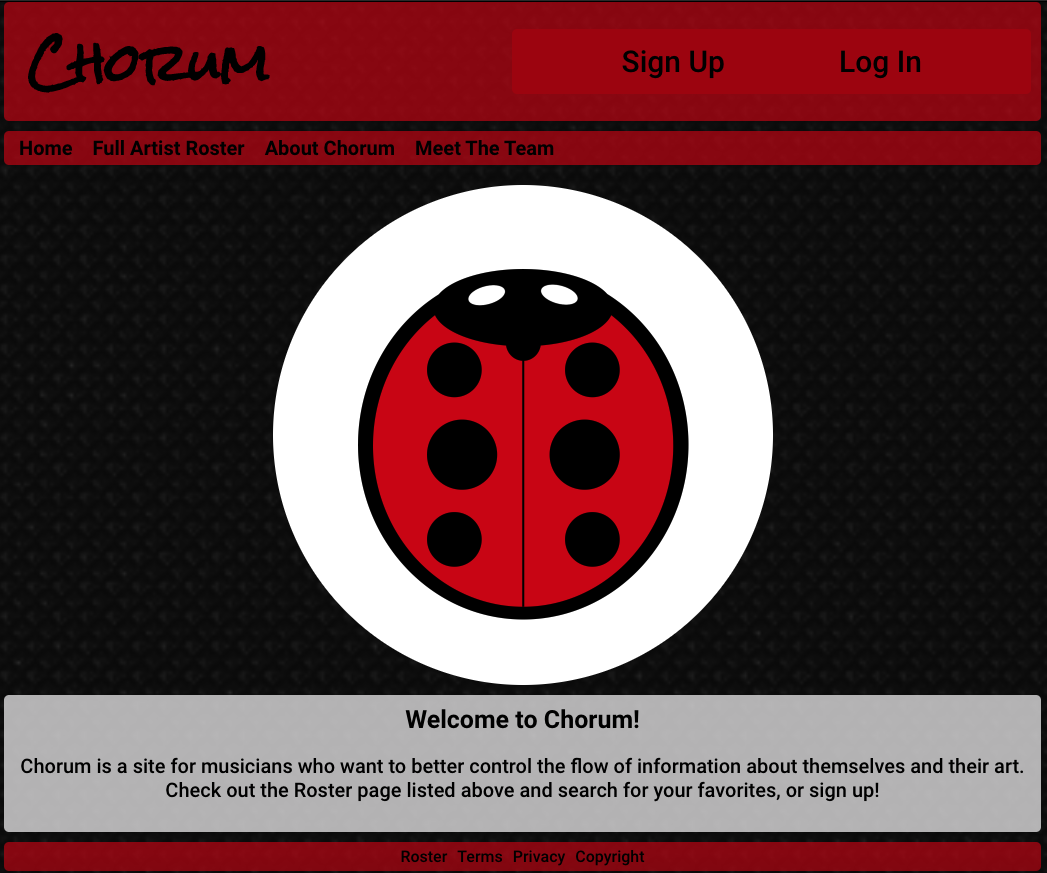 Chorum
Sign Up Log In
Home Full Artist Roster About Chorum Meet The Team
Welcome to Chorum!
Chorum is a site for musicians who want to better control the flow of information about themselves and their art.
Check out the Roster page listed above and search for your favorites, or sign up!
Roster Terms Privacy Copyright